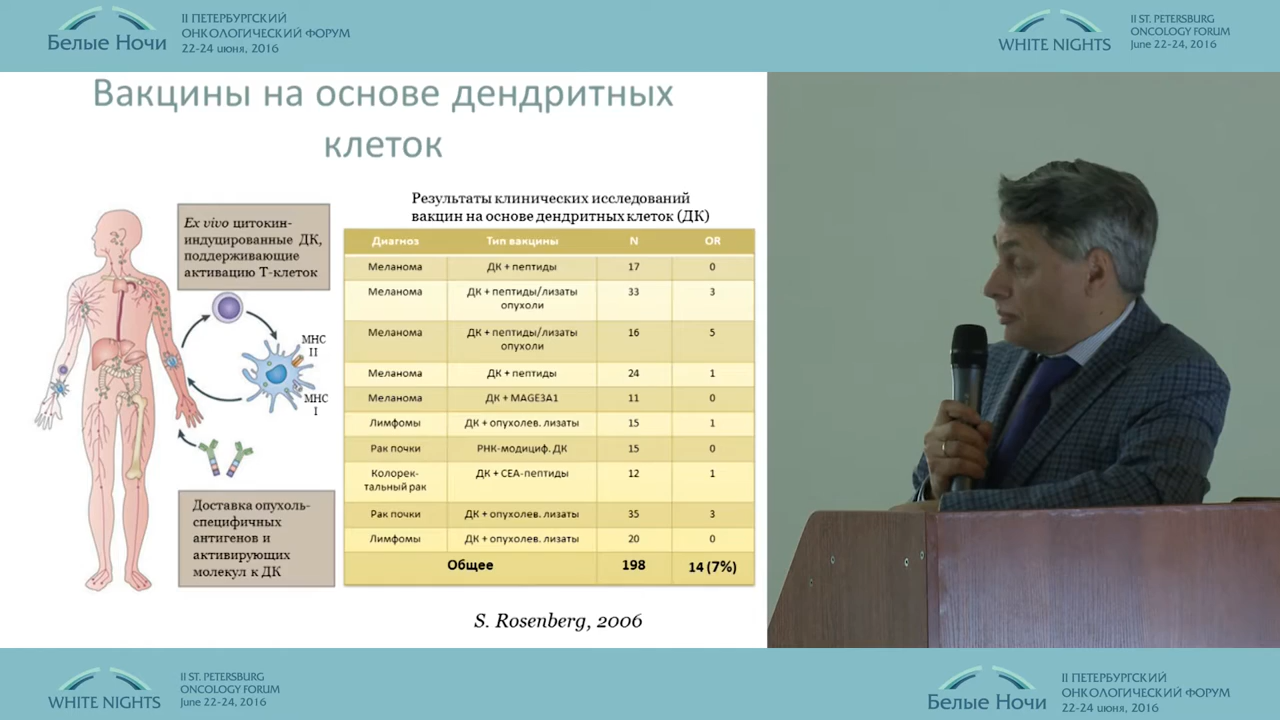 Белые Ночи
II ПЕТЕРБУРГСКИЙ
ОНКОЛОГИЧЕСКИЙ ФОРУМ
22-24 июня, 2016
WHITE NIGHTS
II ST. PETERSBURG
ONCOLOGY FORUM
June 22-24, 2016
Вакцины на основе дендритных
клеток
Ex vivo цитокин-
индуцированные ДК,
поддерживающие
активацию Т-клеток
МНС
II
МНС
I
Доставка опухоль-
специфичных
антигенов и
активирующих
молекул к ДК
Результаты клинических исследований
вакцин на основе дендритных клеток (ДК)
Диагноз Тип вакцины N OR
Меланома ДК + пептиды 17 0
Меланома ДК + пептиды/лизаты 33 3
опухоли
Меланома ДК + пептиды/лизаты 16 5
опухоли
Меланома ДК + пептиды 24 1
Меланома ДК + MAGE3A1 11 0
Лимфомы ДК + опухолев. лизаты 15 1
Рак почки РНК-модициф. ДК 15 0
Колорек- ДК + СЕА-пептиды 12 1
тальный рак
Рак почки ДК + опухолев. лизаты 35 3
Лимфомы ДК + опухолев. лизаты 20 0
Общее 198 14 (7%)
S. Rosenberg, 2006
WHITE NIGHTS
II ST. PETERSBURG
ONCOLOGY FORUM
June 22-24, 2016
Белые Ночи
II ПЕТЕРБУРГСКИЙ
ОНКОЛОГИЧЕСКИЙ ФОРУМ
22-24 июня, 2016